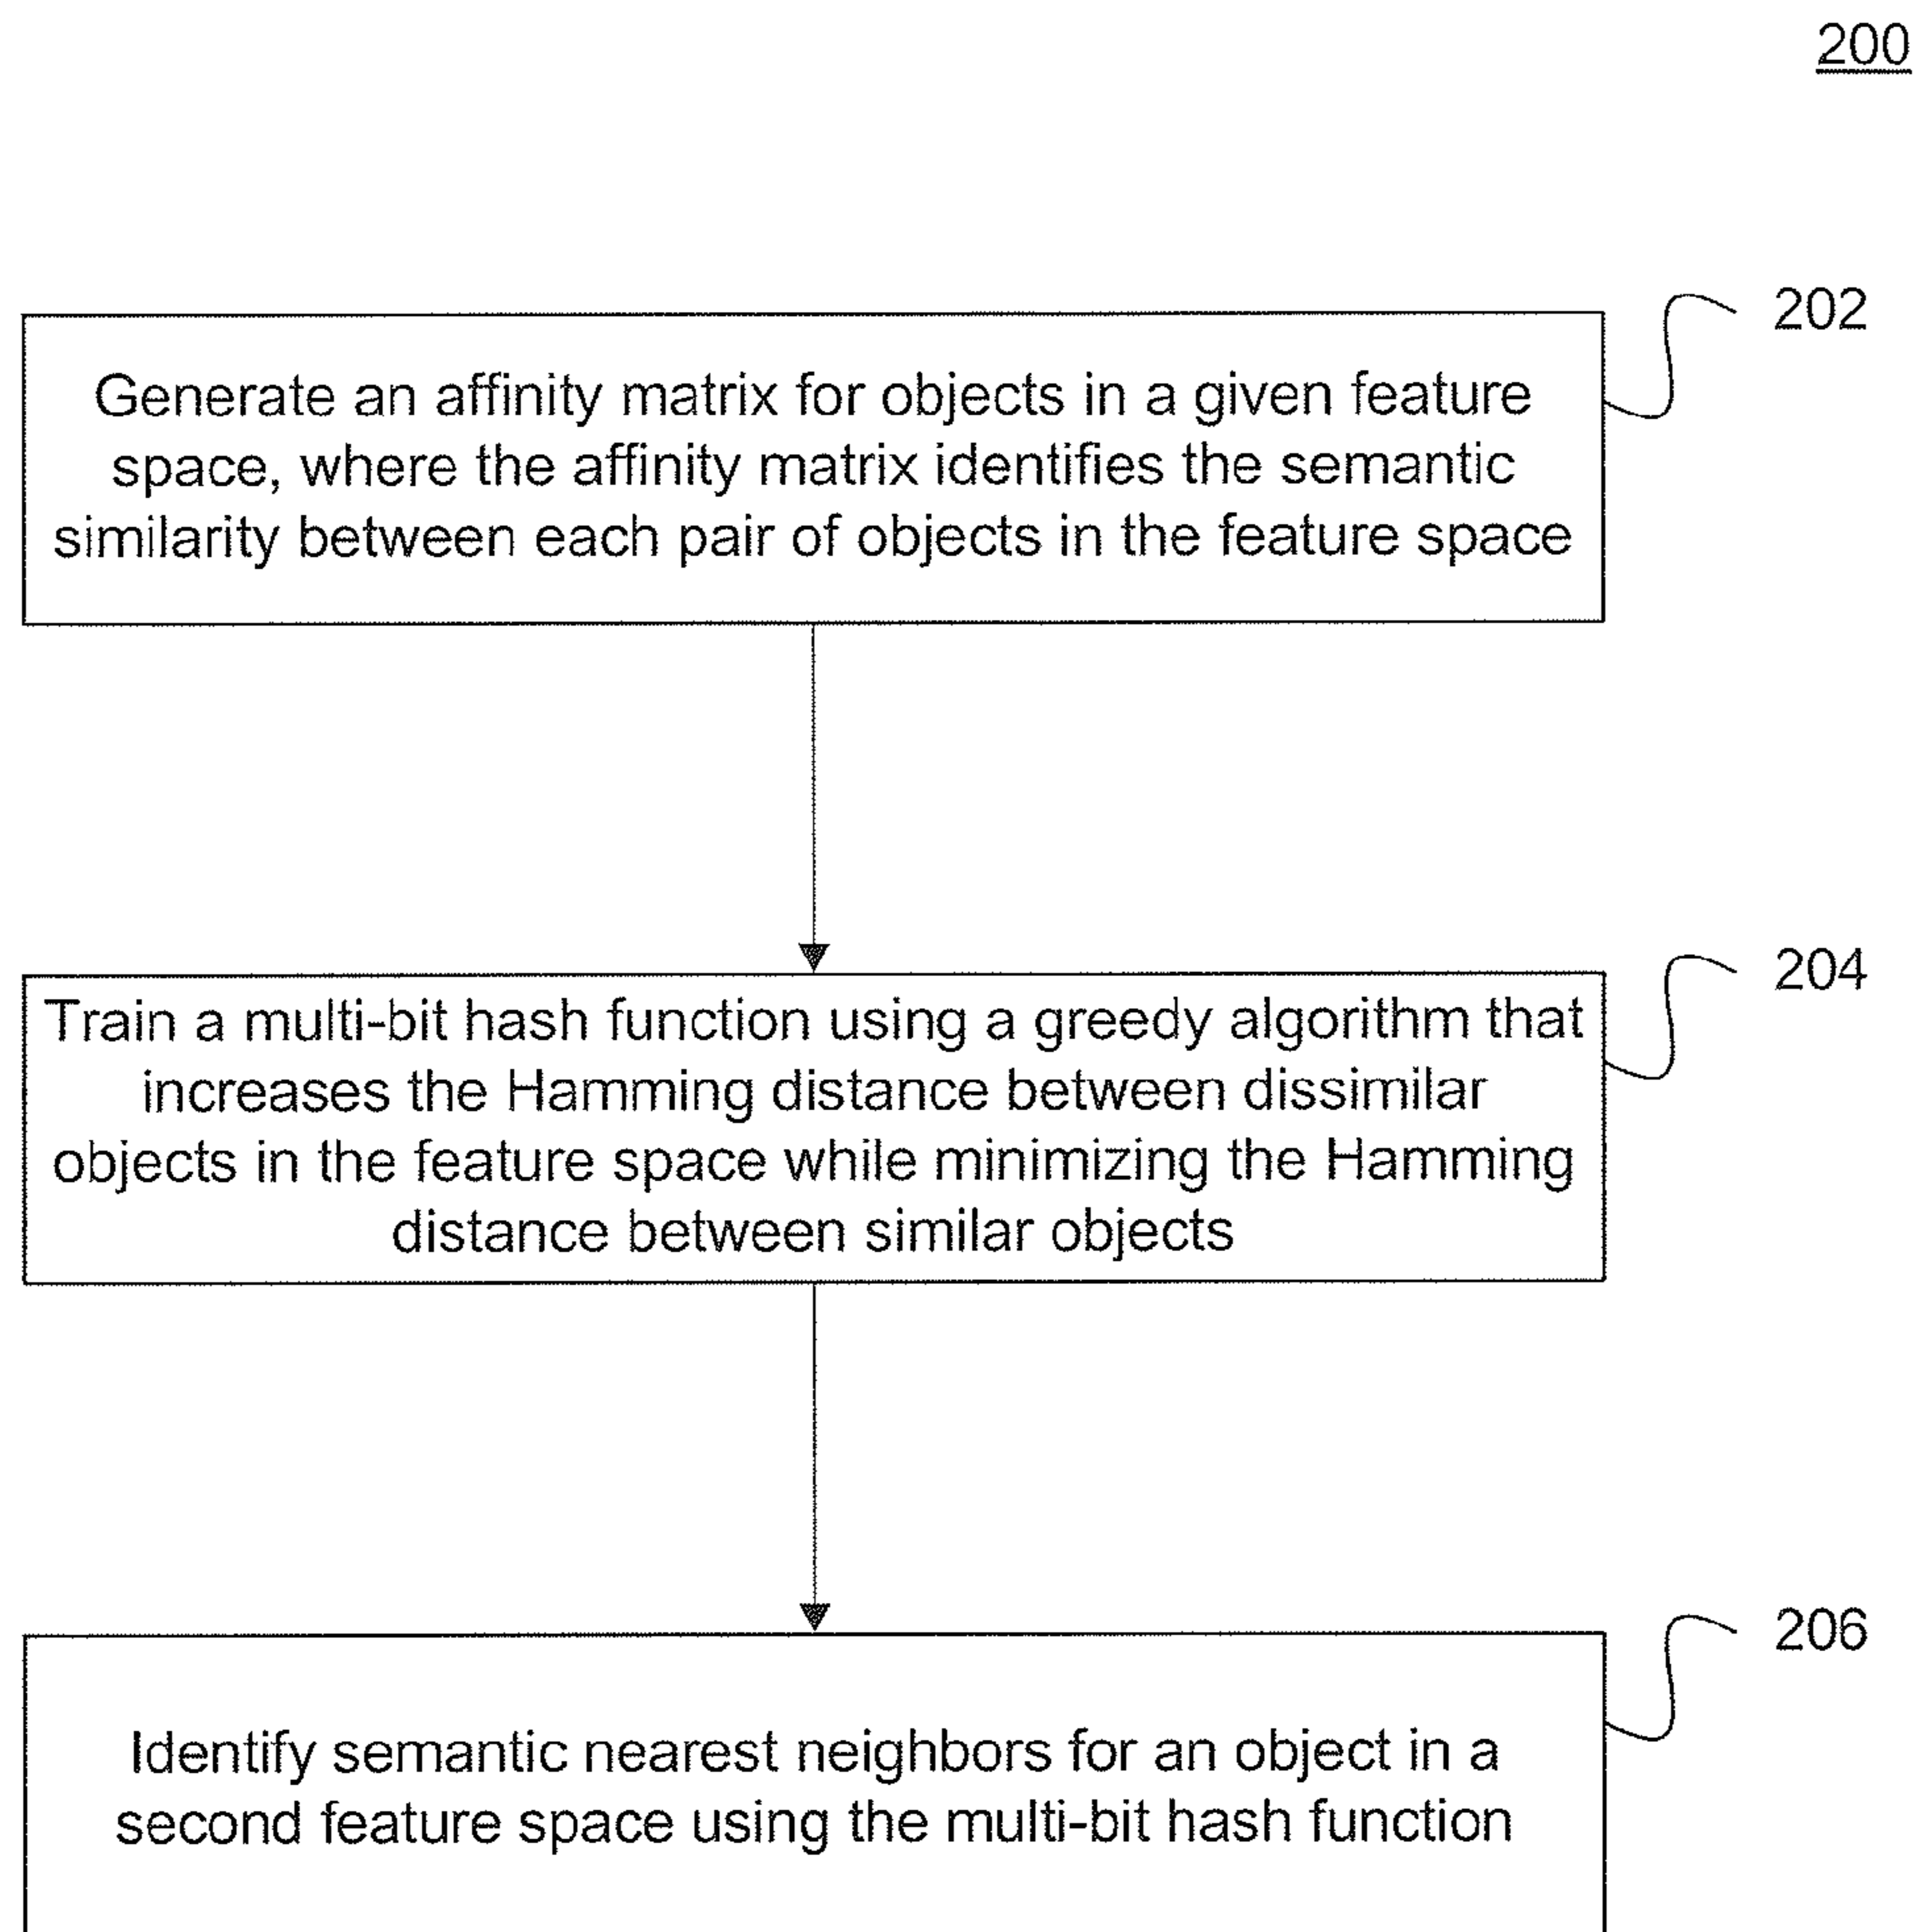 200
202
Generate an affinity matrix for objects in a given feature
space, where the affinity matrix identifies the semantic
similarity between each pair of objects in the feature space
204
Train a multi-bit hash function using a greedy algorithm that
increases the Hamming distance between dissimilar
objects in the feature space while minimizing the Hamming
distance between similar objects
206
Identify semantic nearest neighbors for an object in a
second feature space using the multi-bit hash function